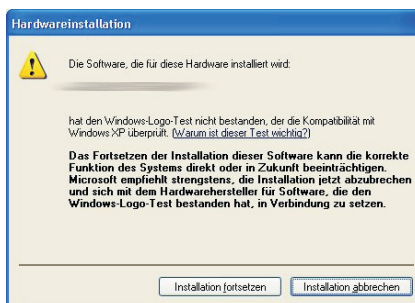 Hardwareinstallation
Die Software, die für diese Hardware installiert wird:
hat den Windows-Logo-Test nicht bestanden, der die Kompatibilität mit
Windows XP überprüft. (Warum ist dieser Test wichtig?)
Das Fortsetzen der Installation dieser Software kann die korrekte
Funktion des Systems direkt oder in Zukunft beeinträchtigen.
Microsoft empfiehlt strengstens, die Installation jetzt abzubrechen
und sich mit dem Hardwarehersteller für Software, die den
Windows-Logo-Test bestanden hat, in Verbindung zu setzen.
Installation fortsetzen
Installation abbrechen